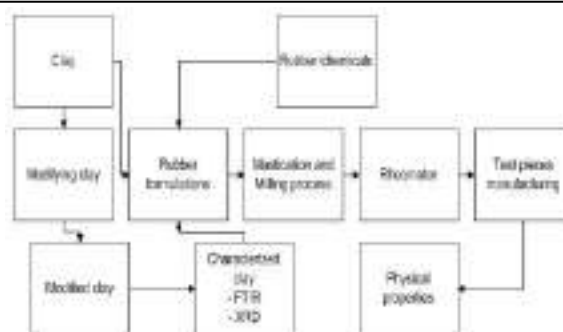 Clay
Rubber chemicals
Modifying clay
Rubber
formulations
Mastication and
Milling process
Rheometer
Test pieces
manufacturing
Modified clay
Characterized
clay
-FTIR
-XRD
Physical
properties